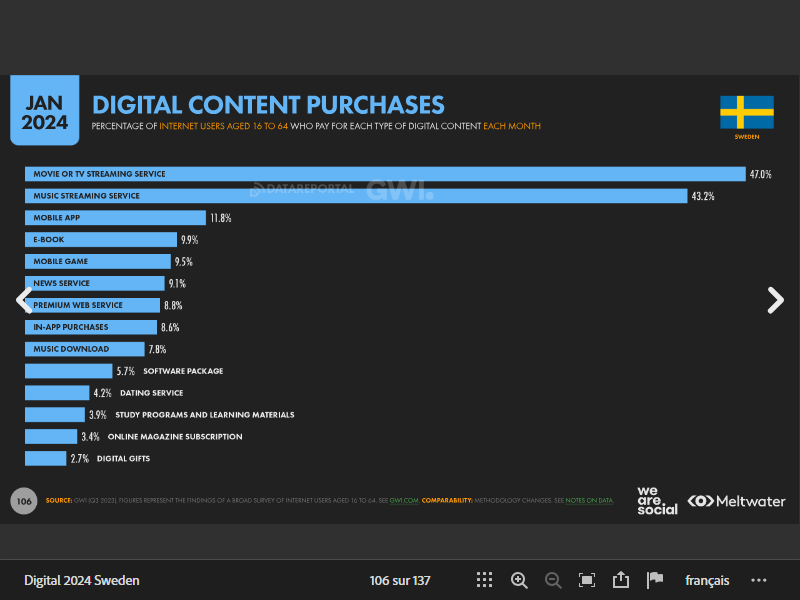 JAN
2024
DIGITAL CONTENT PURCHASES
PERCENTAGE OF INTERNET USERS AGED 16 TO 64 WHO PAY FOR EACH TYPE OF DIGITAL CONTENT EACH MONTH
SWEDEN
MOVIE OR TV STREAMING SERVICE 47.0%
DATAREPORTAL GWI.
MUSIC STREAMING SERVICE 43.2%
MOBILE APP 11.8%
E-BOOK 9.9%
MOBILE GAME 9.5%
NEWS SERVICE 9.1%
PREMIUM WEB SERVICE 8.8%
IN-APP PURCHASES 8.6%
MUSIC DOWNLOAD 7.8%
5.7% SOFTWARE PACKAGE
4.2% DATING SERVICE
3.9% STUDY PROGRAMS AND LEARNING MATERIALS
3.4% ONLINE MAGAZINE SUBSCRIPTION
2.7% DIGITAL GIFTS
106
SOURCE: GWI (Q3 2023). FIGURES REPRESENT THE FINDINGS OF A BROAD SURVEY OF INTERNET USERS AGED 16 TO 64. SEE GWI.COM. COMPARABILITY: METHODOLOGY CHANGES. SEE NOTES ON DATA.
we
are
social
Meltwater
Digital 2024 Sweden
106 sur 137
français